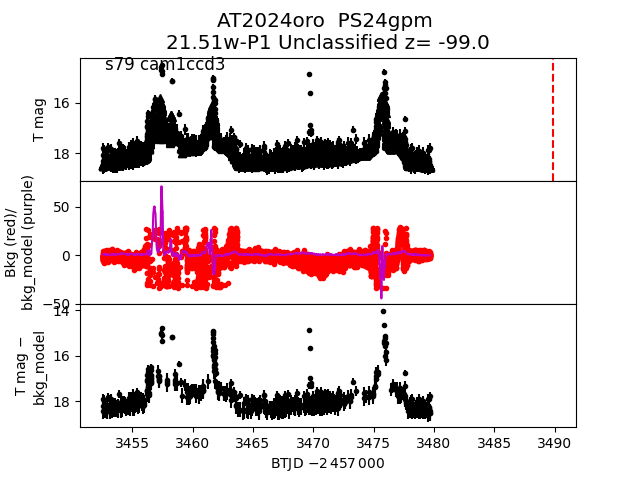 AT2024oro  PS24gpm
21.51w-P1 Unclassified z= -99.0
s79 cam1ccd3
T mag
16
18
Bkg (red)/
bkg_model (purple)
50
0
−50
T mag −
bkg_model
14
16
18
3455 3460 3465 3470 3475 3480 3485 3490
BTJD −2 457 000